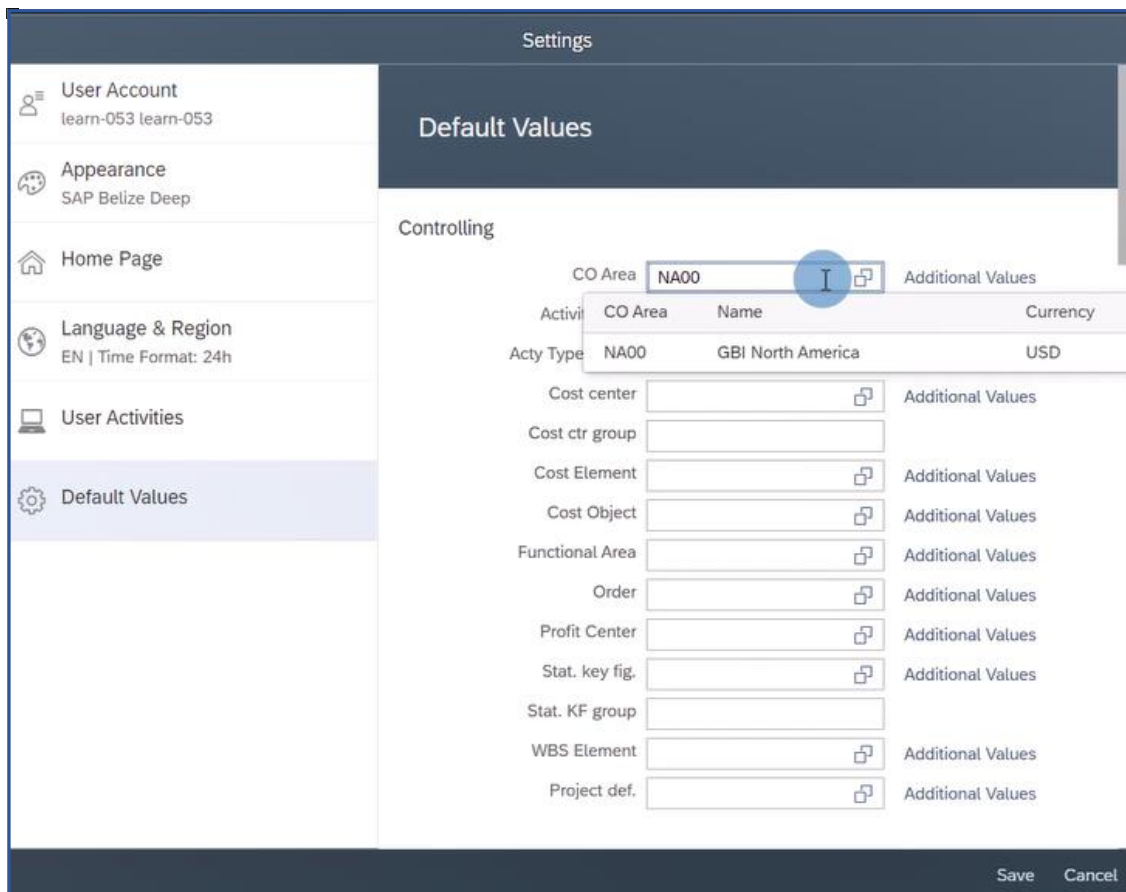 Settings
User Account
learn-053 learn-053
Appearance
SAP Belize Deep
Home Page
Language & Region
EN | Time Format: 24h
User Activities
Default Values
Default Values
Controlling
CO Area NA00 Additional Values
Activi
CO Area Name Currency
Acty Type
NA00 GBI North America USD
Cost center Additional Values
Cost ctr group
Cost Element Additional Values
Cost Object Additional Values
Functional Area Additional Values
Order Additional Values
Profit Center Additional Values
Stat. key fig. Additional Values
Stat. KF group
WBS Element Additional Values
Project def. Additional Values
Save Cancel